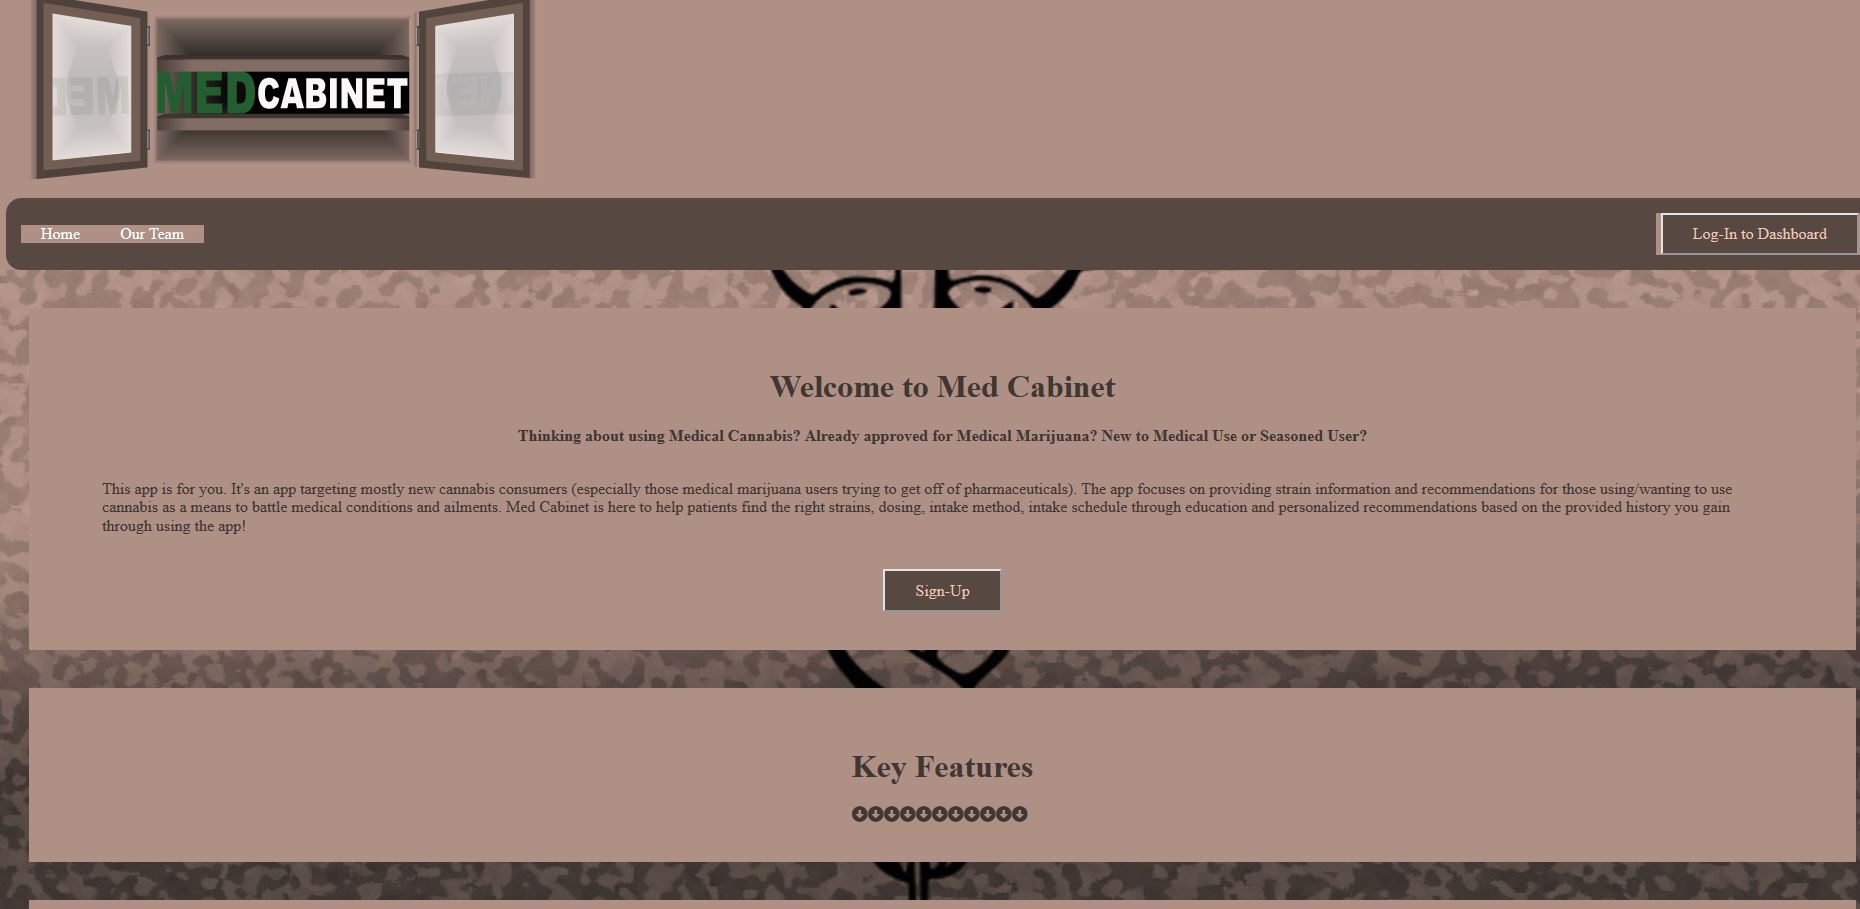 MEDCABINET
Home
Our Team
Log-In to Dashboard
Welcome to Med Cabinet
Thinking about using Medical Cannabis? Already approved for Medical Marijuana? New to Medical Use or Seasoned User?
This app is for you. It's an app targeting mostly new cannabis consumers (especially those medical marijuana users trying to get off of pharmaceuticals). The app focuses on providing strain information and recommendations for those using/wanting to use
cannabis as a means to battle medical conditions and ailments. Med Cabinet is here to help patients find the right strains, dosing, intake method, intake schedule through education and personalized recommendations based on the provided history you gain
through using the app!
Sign-Up
Key Features